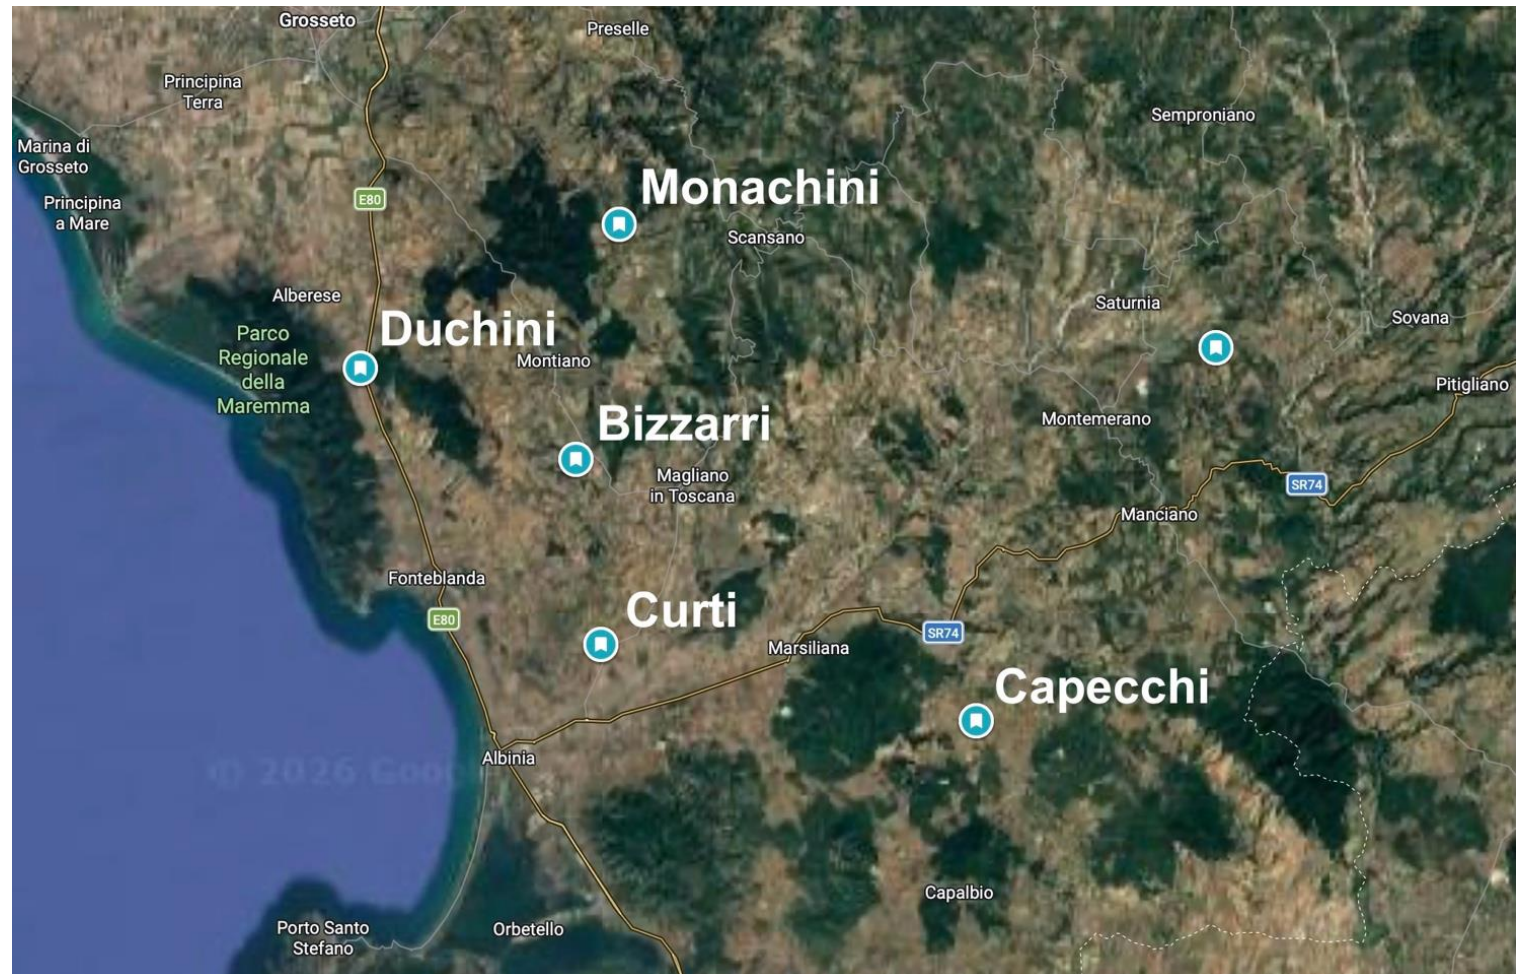 Grosseto
Preselle
Principina
Terra
Semproniano
Marina di
Grosseto
Monachini
E80
Principina
a Mare
Scansano
Alberese
Saturnia
Sovana
Duchini
Parco
Regionale
della
Maremma
Montiano
Pitigliano
Bizzarri
Montemerano
Magliano
in Toscana
SR74
Manciano
Fonteblanda
Curti
E80
SR74
Marsiliana
Capecchi
Albinia
© 2026 Goo
Capalbio
Porto Santo
Stefano
Orbetello